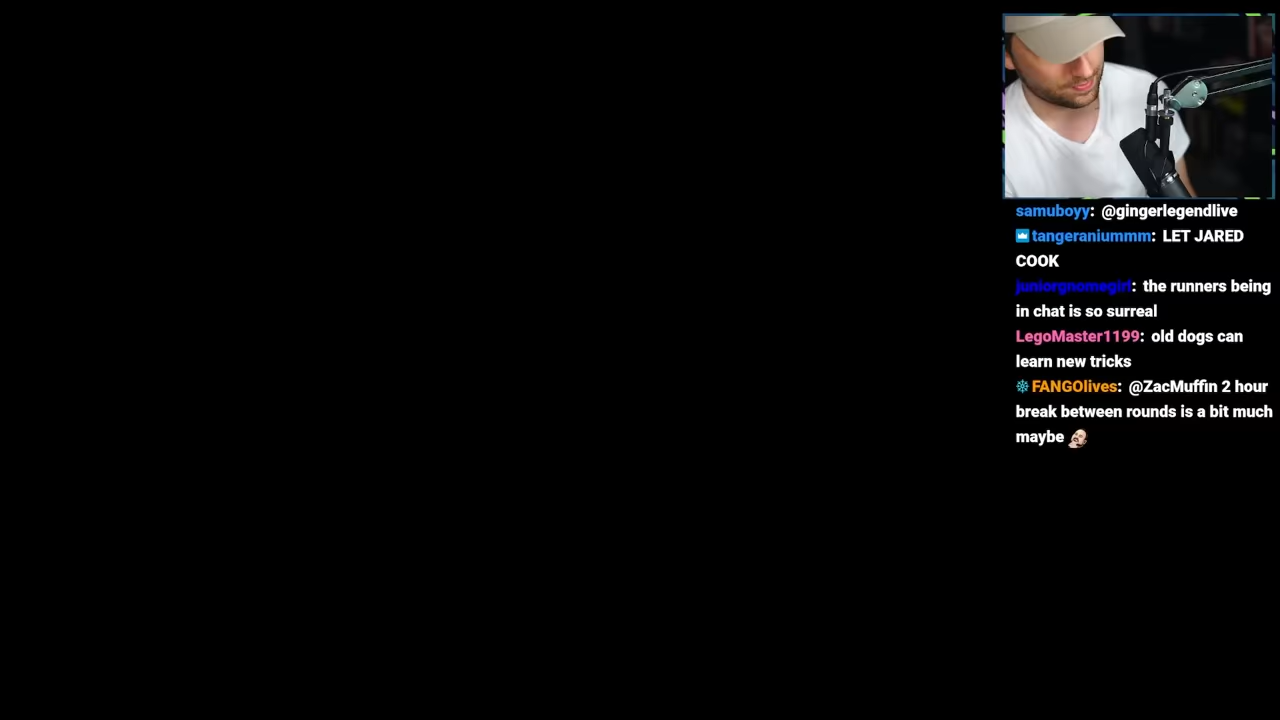 samuboyy: @gingerlegendlive
tangeraniummm: LET JARED
COOK
juniorgnomegirl: the runners being
in chat is so surreal
LegoMaster1199: old dogs can
learn new tricks
FANGOlives: @ZacMuffin 2 hour
break between rounds is a bit much
maybe